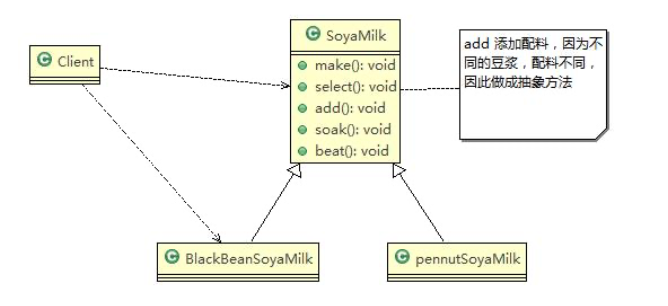 SoyaMilk
Client
make(): void
select(): void
add(): void
soak(): void
beat(): void
add 添加配料，因为不
同的豆浆，配料不同，
因此做成抽象方法
BlackBeanSoyaMilk
pennutSoyaMilk